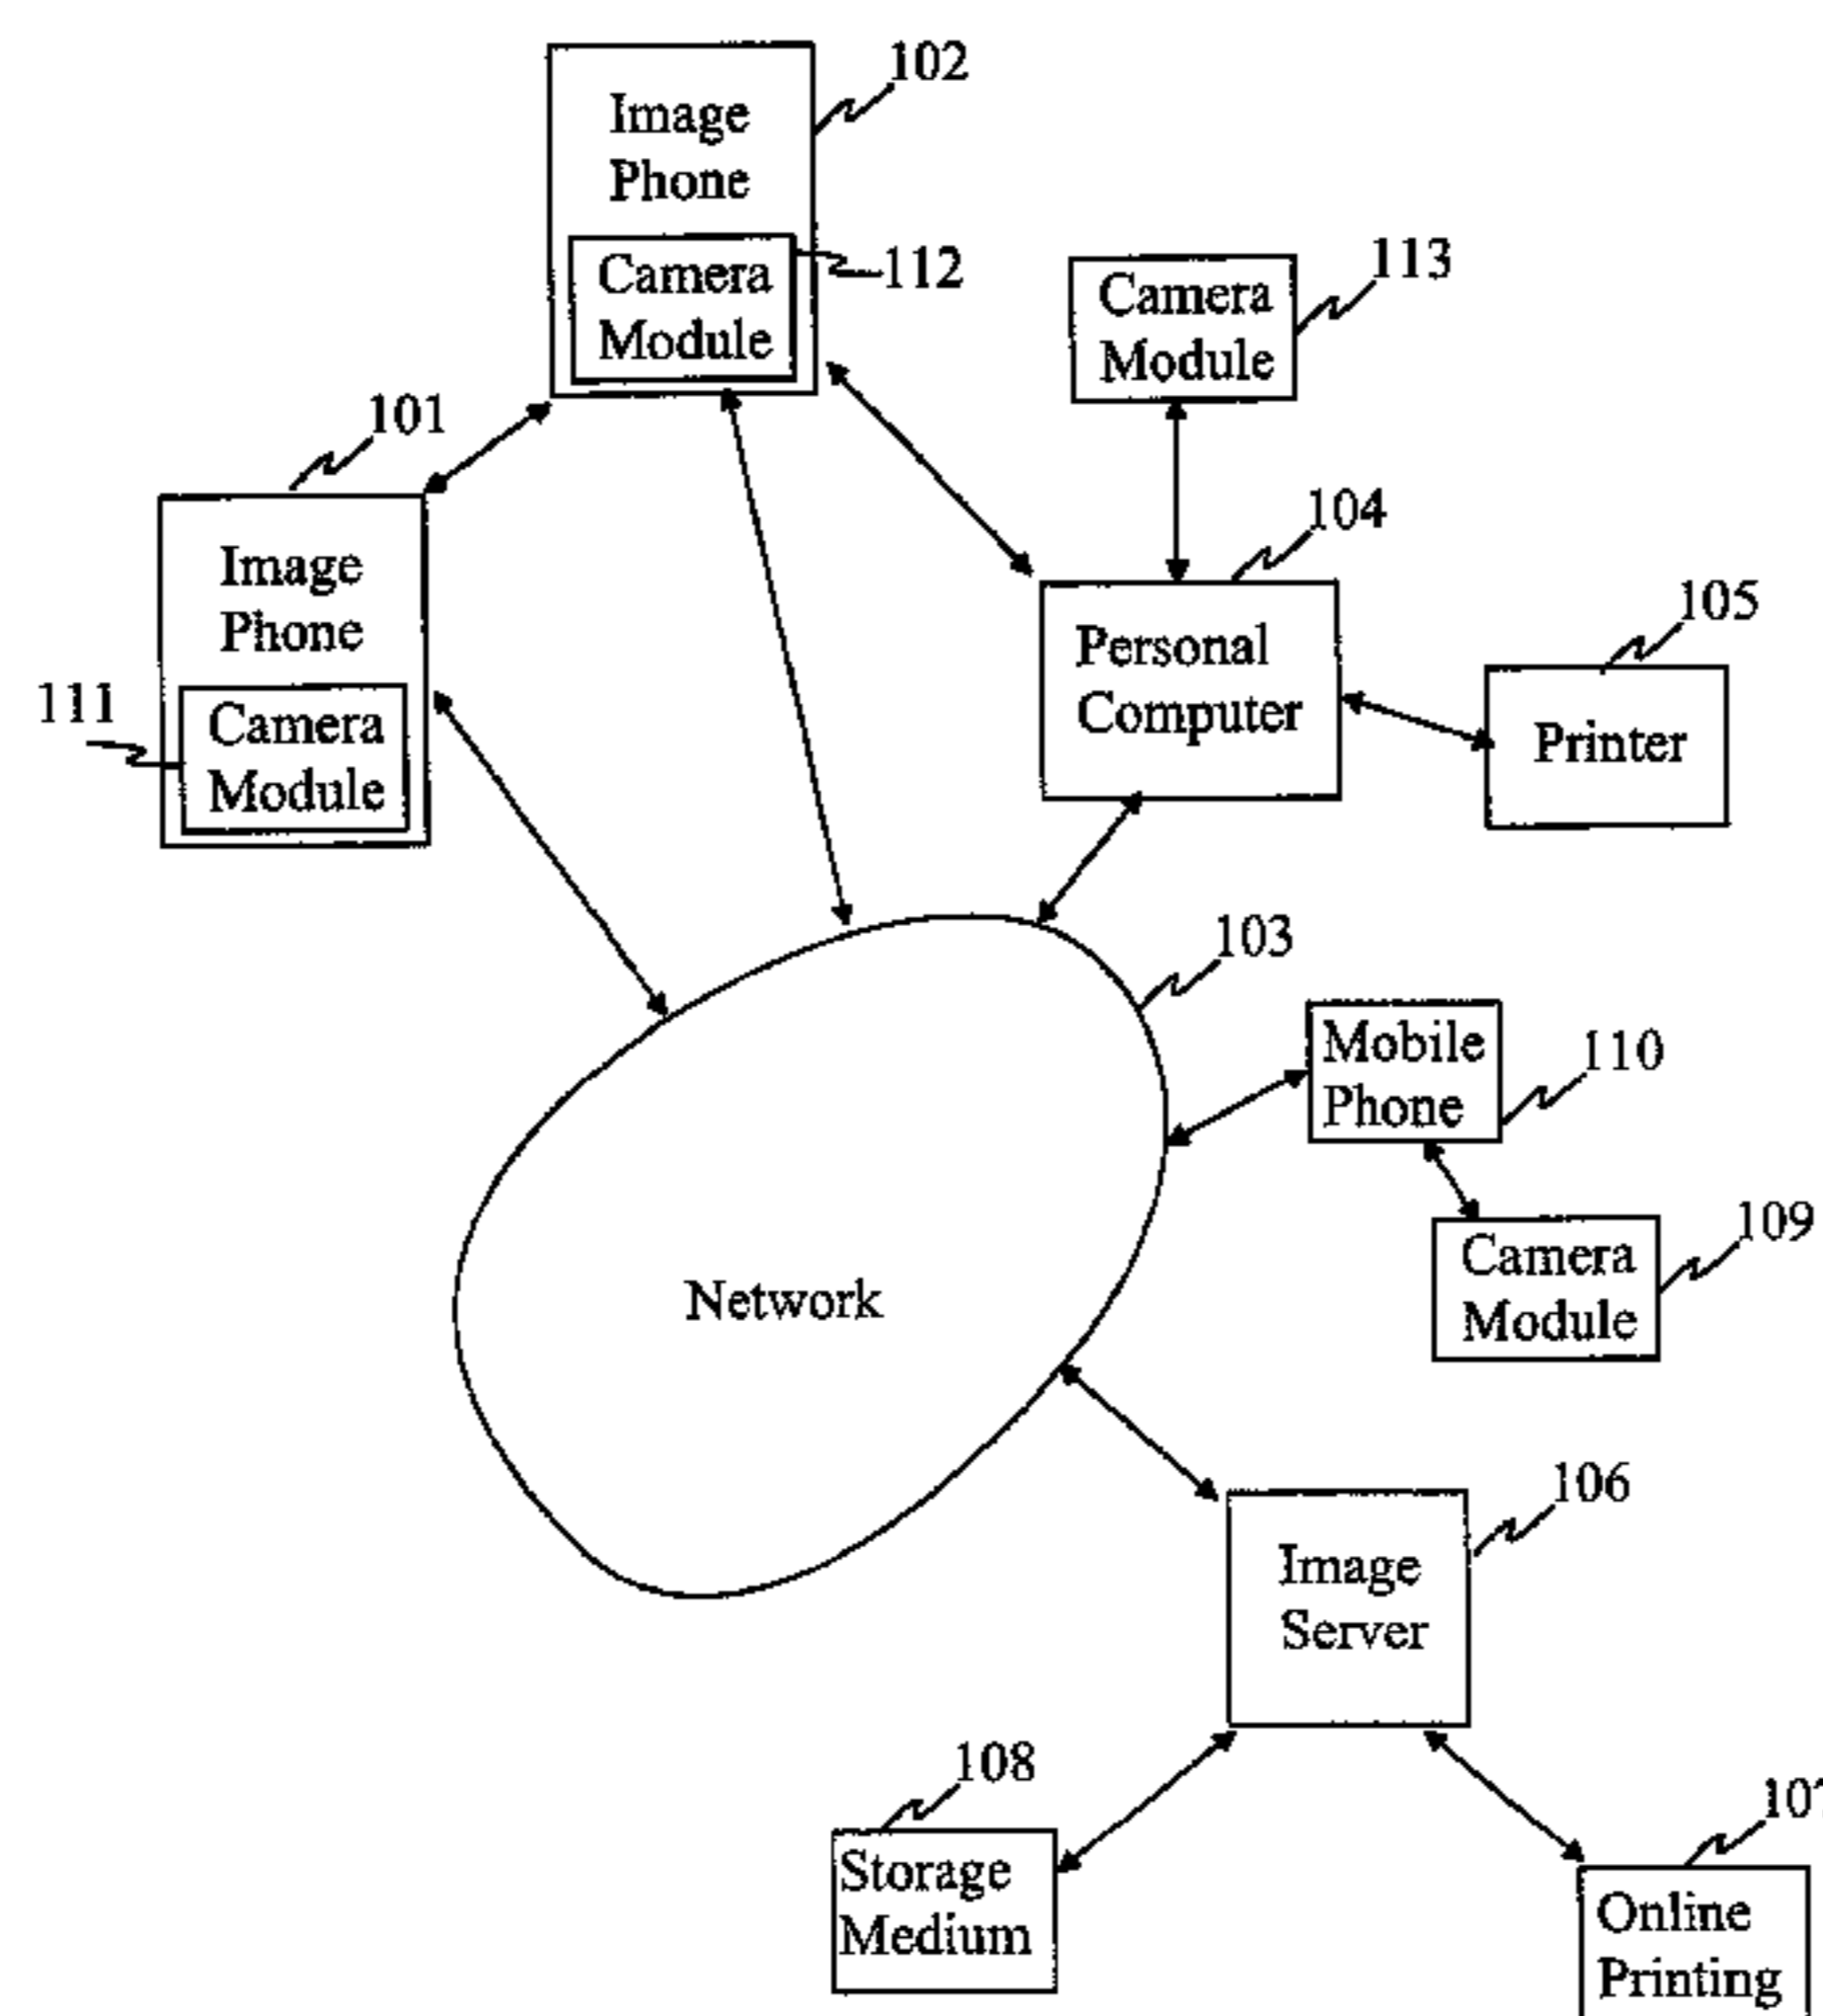 102
Image
Phone
Camera
Module
112
113
Camera
Module
101
Image
Phone
111
Camera
Module
104
Personal
Computer
105
Printer
103
Network
Mobile
Phone
110
109
Camera
Module
106
Image
Server
108
Storage
Medium
Online
Printing